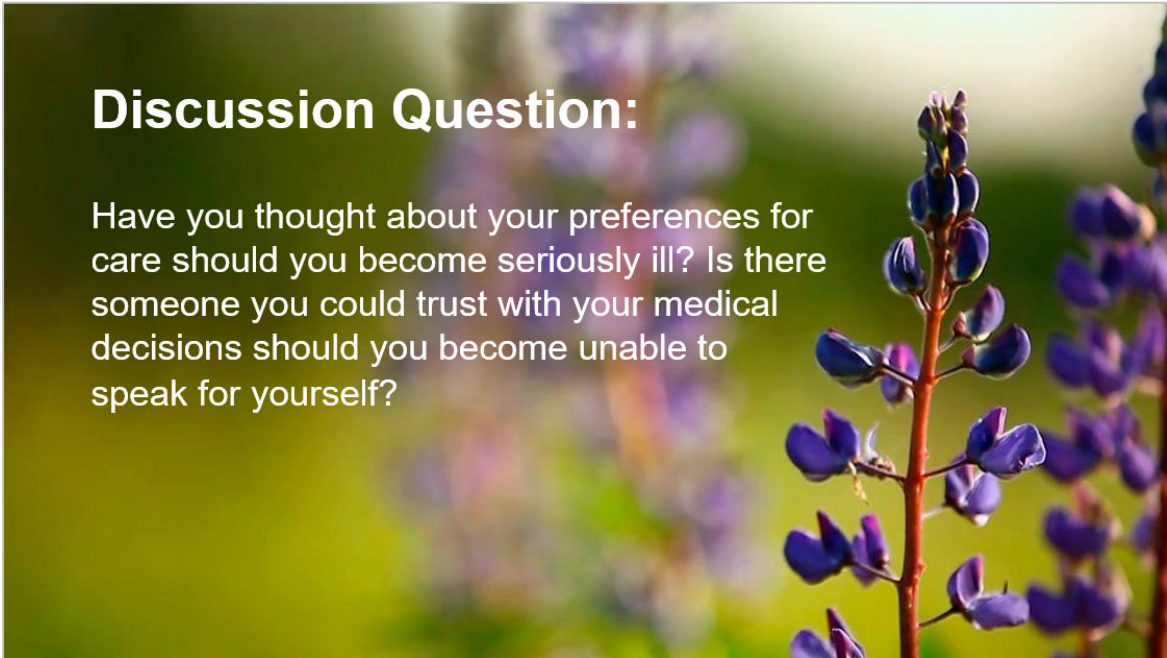 Discussion Question:
Have you thought about your preferences for
care should you become seriously ill? Is there
someone you could trust with your medical
decisions should you become unable to
speak for yourself?